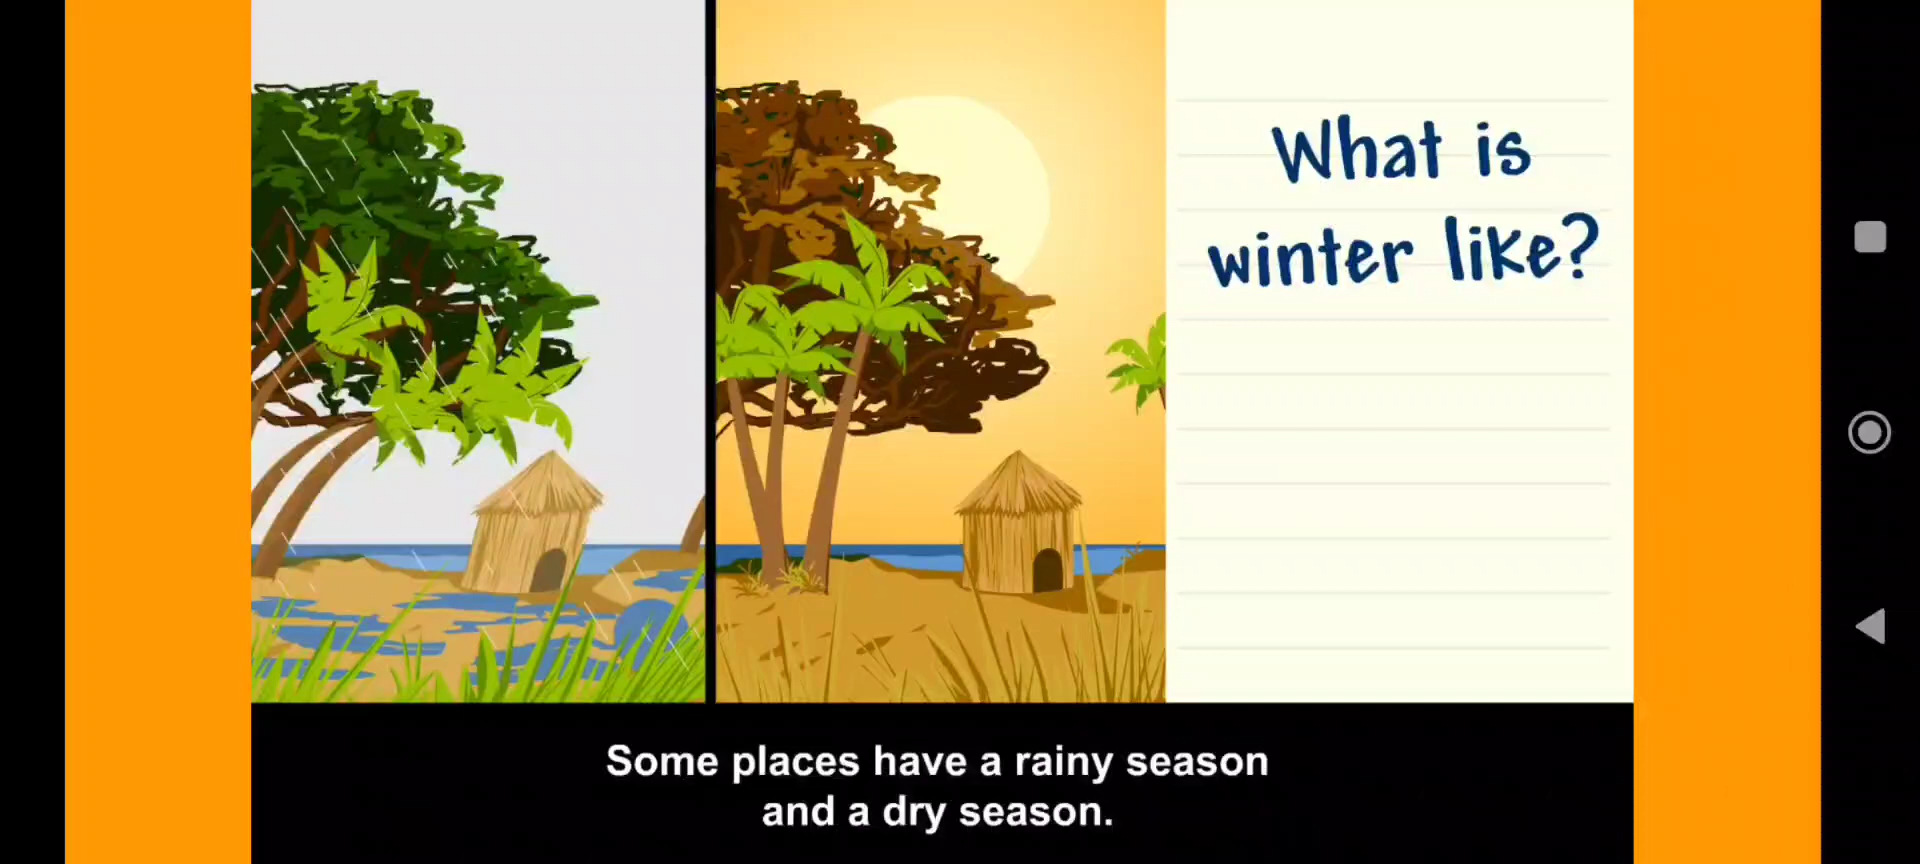 What is
winter like?
Some places have a rainy season
and a dry season.